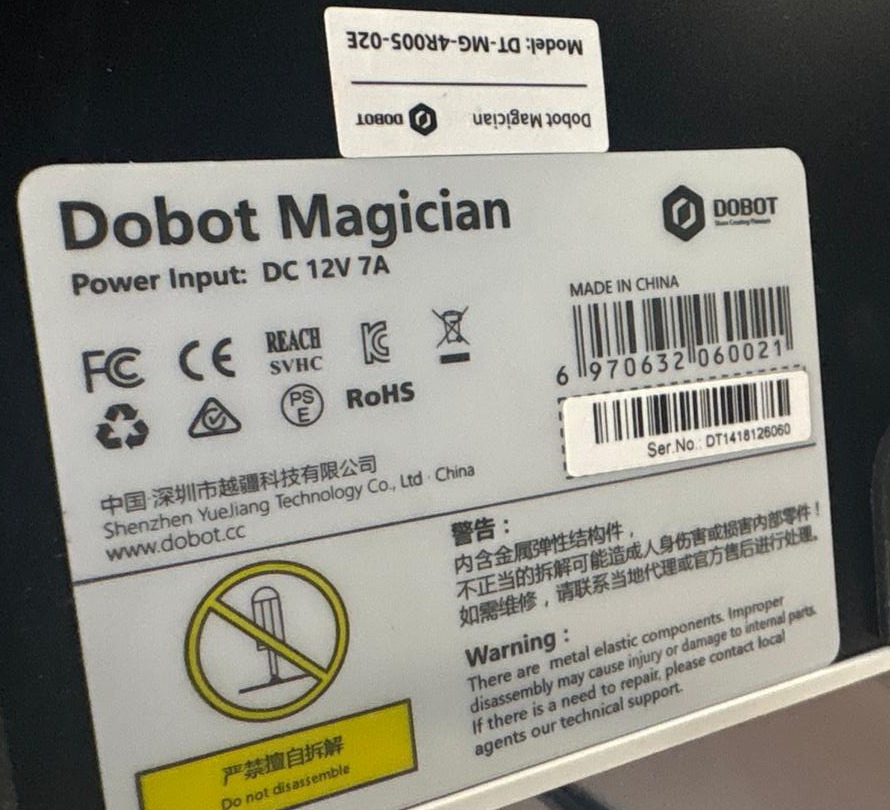 Model: DT-MG-4R005-02E
Dobot Magician DOBOT
Dobot Magician
DOBOT
Power Input: DC 12V 7A
MADE IN CHINA
6 970632 060021
FC CE REACH
SVHC
PS
E
RoHS
Ser.No.: DT1418126060
中国·深圳市越疆科技有限公司
Shenzhen YueJiang Technology Co., Ltd · China
www.dobot.cc
警告：
内含金属弹性结构件，
不正当的拆解可能造成人身伤害或损害内部零件！
如需维修，请联系当地代理或官方售后进行处理。
Warning：
There are metal elastic components. Improper
disassembly may cause injury or damage to internal parts.
If there is a need to repair, please contact local
agents our technical support.
严禁擅自拆解
Do not disassemble